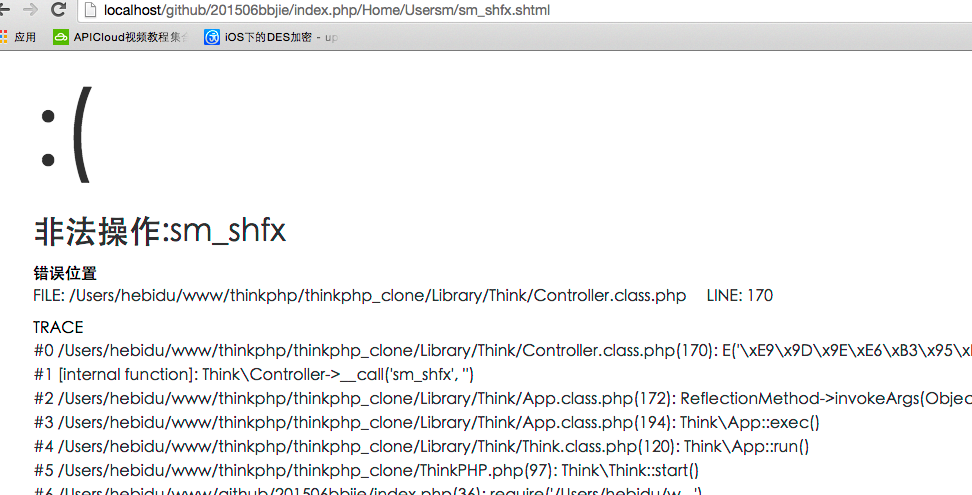 localhost/github/201506bbjie/index.php/Home/Usersm/sm_shfx.shtml
应用 APICloud视频教程集 iOS下的DES加密 - up
:(
非法操作:sm_shfx
错误位置
FILE: /Users/hebidu/www/thinkphp/thinkphp_clone/Library/Think/Controller.class.php LINE: 170
TRACE
#0 /Users/hebidu/www/thinkphp/thinkphp_clone/Library/Think/Controller.class.php(170): E('\xE9\x9D\x9E\xE6\xB3\x95\x
#1 [internal function]: Think\Controller->__call('sm_shfx', '')
#2 /Users/hebidu/www/thinkphp/thinkphp_clone/Library/Think/App.class.php(172): ReflectionMethod->invokeArgs(Objec
#3 /Users/hebidu/www/thinkphp/thinkphp_clone/Library/Think/App.class.php(194): Think\App::exec()
#4 /Users/hebidu/www/thinkphp/thinkphp_clone/Library/Think/Think.class.php(120): Think\App::run()
#5 /Users/hebidu/www/thinkphp/thinkphp_clone/ThinkPHP.php(97): Think\Think::start()
#6 /Users/hebidu/www/github/201506bbjie/index.php(36): require('/Users/hebidu/w...')